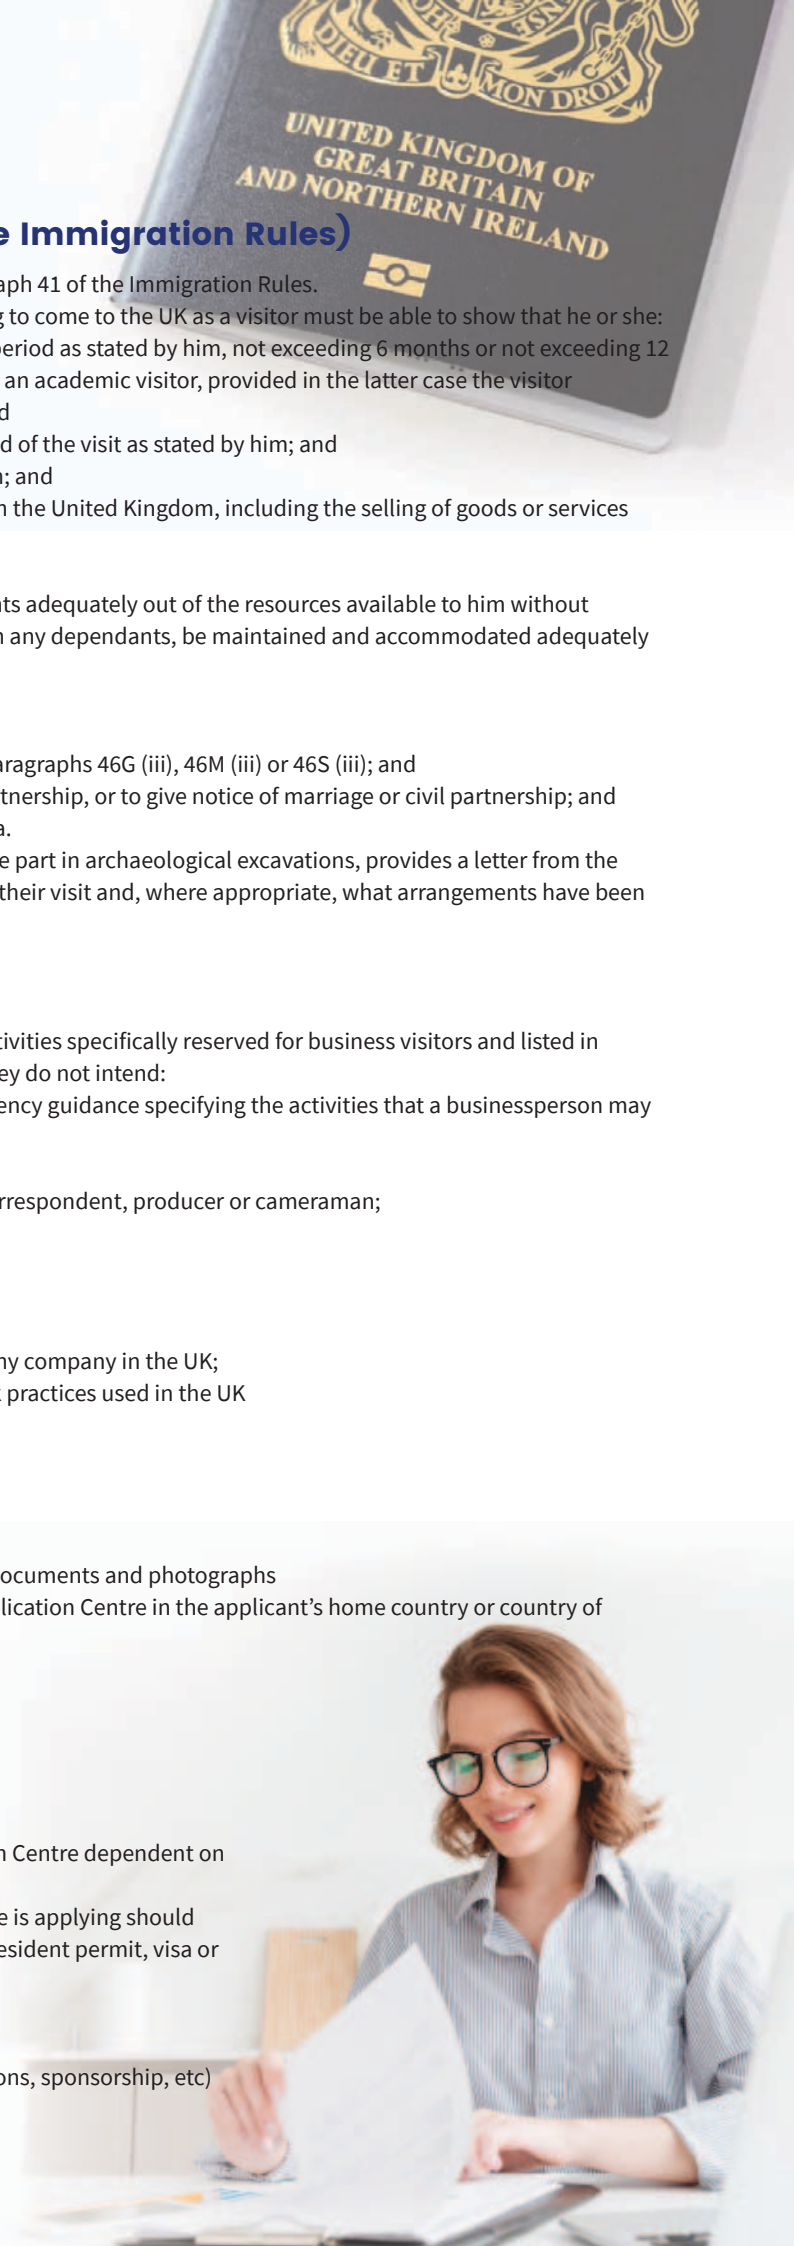 DIEU ET MON DROIT
UNITED KINGDOM OF
GREAT BRITAIN
AND NORTHERN IRELAND
e Immigration Rules)
aph 41 of the Immigration Rules.
g to come to the UK as a visitor must be able to show that he or she:
period as stated by him, not exceeding 6 months or not exceeding 12
an academic visitor, provided in the latter case the visitor
d
d of the visit as stated by him; and
; and
n the United Kingdom, including the selling of goods or services
ts adequately out of the resources available to him without
any dependants, be maintained and accommodated adequately
aragraphs 46G (iii), 46M (iii) or 46S (iii); and
tnership, or to give notice of marriage or civil partnership; and
a.
e part in archaeological excavations, provides a letter from the
their visit and, where appropriate, what arrangements have been
tivities specifically reserved for business visitors and listed in
ey do not intend:
ency guidance specifying the activities that a businessperson may
rrespondent, producer or cameraman;
ny company in the UK;
practices used in the UK
ocuments and photographs
lication Centre in the applicant's home country or country of
n Centre dependent on
e is applying should
esident permit, visa or
ons, sponsorship, etc)